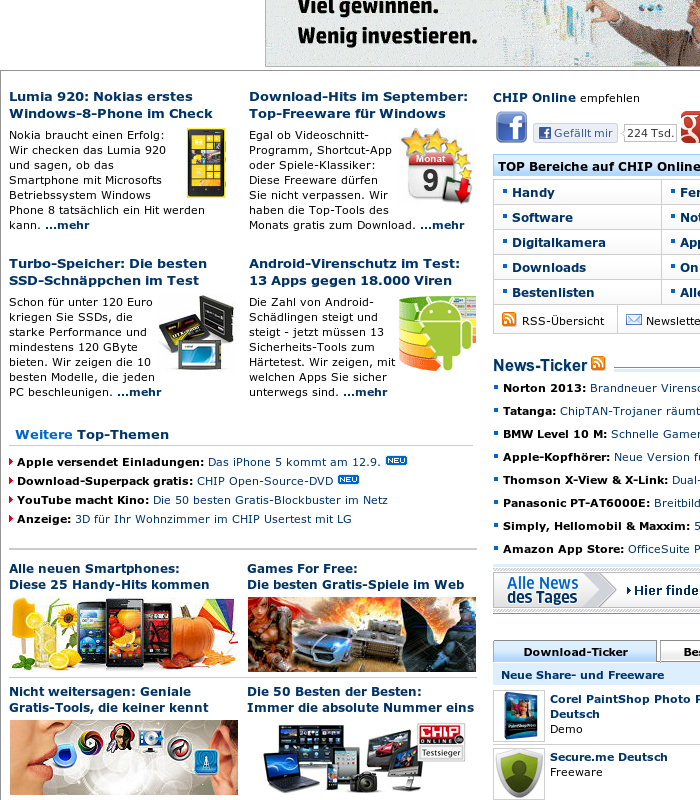 Viel gewinnen.
Wenig investieren.
Lumia 920: Nokias erstes
Windows-8-Phone im Check
Nokia braucht einen Erfolg:
Wir checken das Lumia 920
und sagen, ob das
Smartphone mit Microsofts
Betriebssystem Windows
Phone 8 tatsächlich ein Hit werden
kann. ...mehr
Download-Hits im September:
Top-Freeware für Windows
Egal ob Videoschnitt-
Programm, Shortcut-App
oder Spiele-Klassiker:
Diese Freeware dürfen
Sie nicht verpassen. Wir
haben die Top-Tools des
Monats gratis zum Download. ...mehr
Monat
9
Turbo-Speicher: Die besten
SSD-Schnäppchen im Test
Schon für unter 120 Euro
kriegen Sie SSDs, die
starke Performance und
mindestens 120 GByte
bieten. Wir zeigen die 10
besten Modelle, die jeden
PC beschleunigen. ...mehr
Android-Virenschutz im Test:
13 Apps gegen 18.000 Viren
Die Zahl von Android-
Schädlingen steigt und
steigt - jetzt müssen 13
Sicherheits-Tools zum
Härtetest. Wir zeigen, mit
welchen Apps Sie sicher
unterwegs sind. ...mehr
Weitere Top-Themen
Apple versendet Einladungen: Das iPhone 5 kommt am 12.9. NEU
Download-Superpack gratis: CHIP Open-Source-DVD NEU
YouTube macht Kino: Die 50 besten Gratis-Blockbuster im Netz
Anzeige: 3D für Ihr Wohnzimmer im CHIP Usertest mit LG
Alle neuen Smartphones:
Diese 25 Handy-Hits kommen
Games For Free:
Die besten Gratis-Spiele im Web
Nicht weitersagen: Geniale
Gratis-Tools, die keiner kennt
Die 50 Besten der Besten:
Immer die absolute Nummer eins
CHIP
ONLINE
Testsieger
CHIP Online empfehlen
Gefällt mir
224 Tsd.
TOP Bereiche auf CHIP Online
Handy
Software
Digitalkamera
Downloads
Bestenlisten
RSS-Übersicht
News-Ticker
Norton 2013: Brandneuer
Tatanga: ChipTAN-Trojaner räumt
BMW Level 10 M: Schnelle
Apple-Kopfhörer: Neue Version
Thomson X-View & X-Link: Dual-
Panasonic PT-AT6000E:
Simply, Hellomobil & Maxxim:
Amazon App Store: OfficeSuite
Alle News
des Tages
Hier finde
Download-Ticker
Neue Share- und Freeware
Corel PaintShop Photo
Deutsch
Demo
Secure.me Deutsch
Freeware